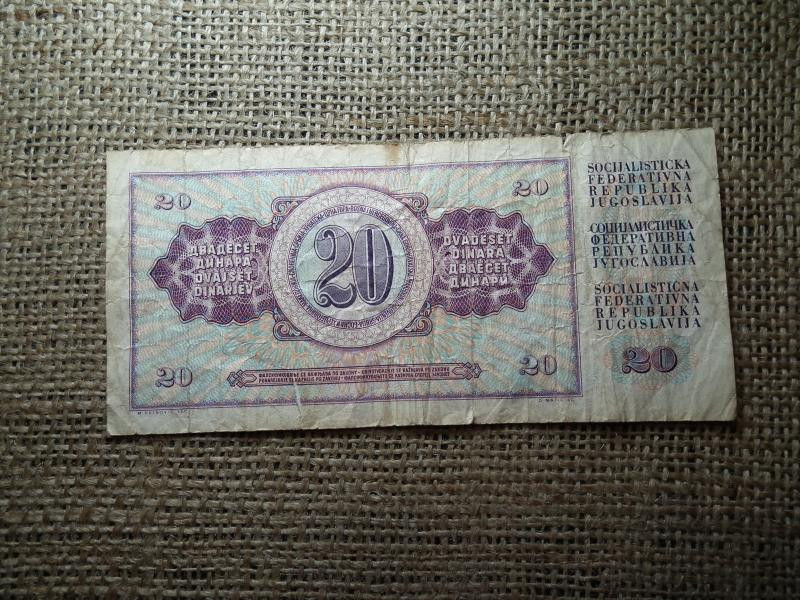 20
20
ДВАДЕСЕТ
ДИНАРА
DVAJSET
DINARJEV
20
DVADESET
DINARA
ДВАЕСЕТ
ДИНАРИ
20
20
SOCIJALISTIČKA
FEDERATIVNA
REPUBLIKA
JUGOSLAVIJA
СОЦИЈАЛИСТИЧКА
ФЕДЕРАТИВНА
РЕПУБЛИКА
ЈУГОСЛАВИЈА
SOCIALISTIČNA
FEDERATIVNA
REPUBLIKA
JUGOSLAVIJA
20